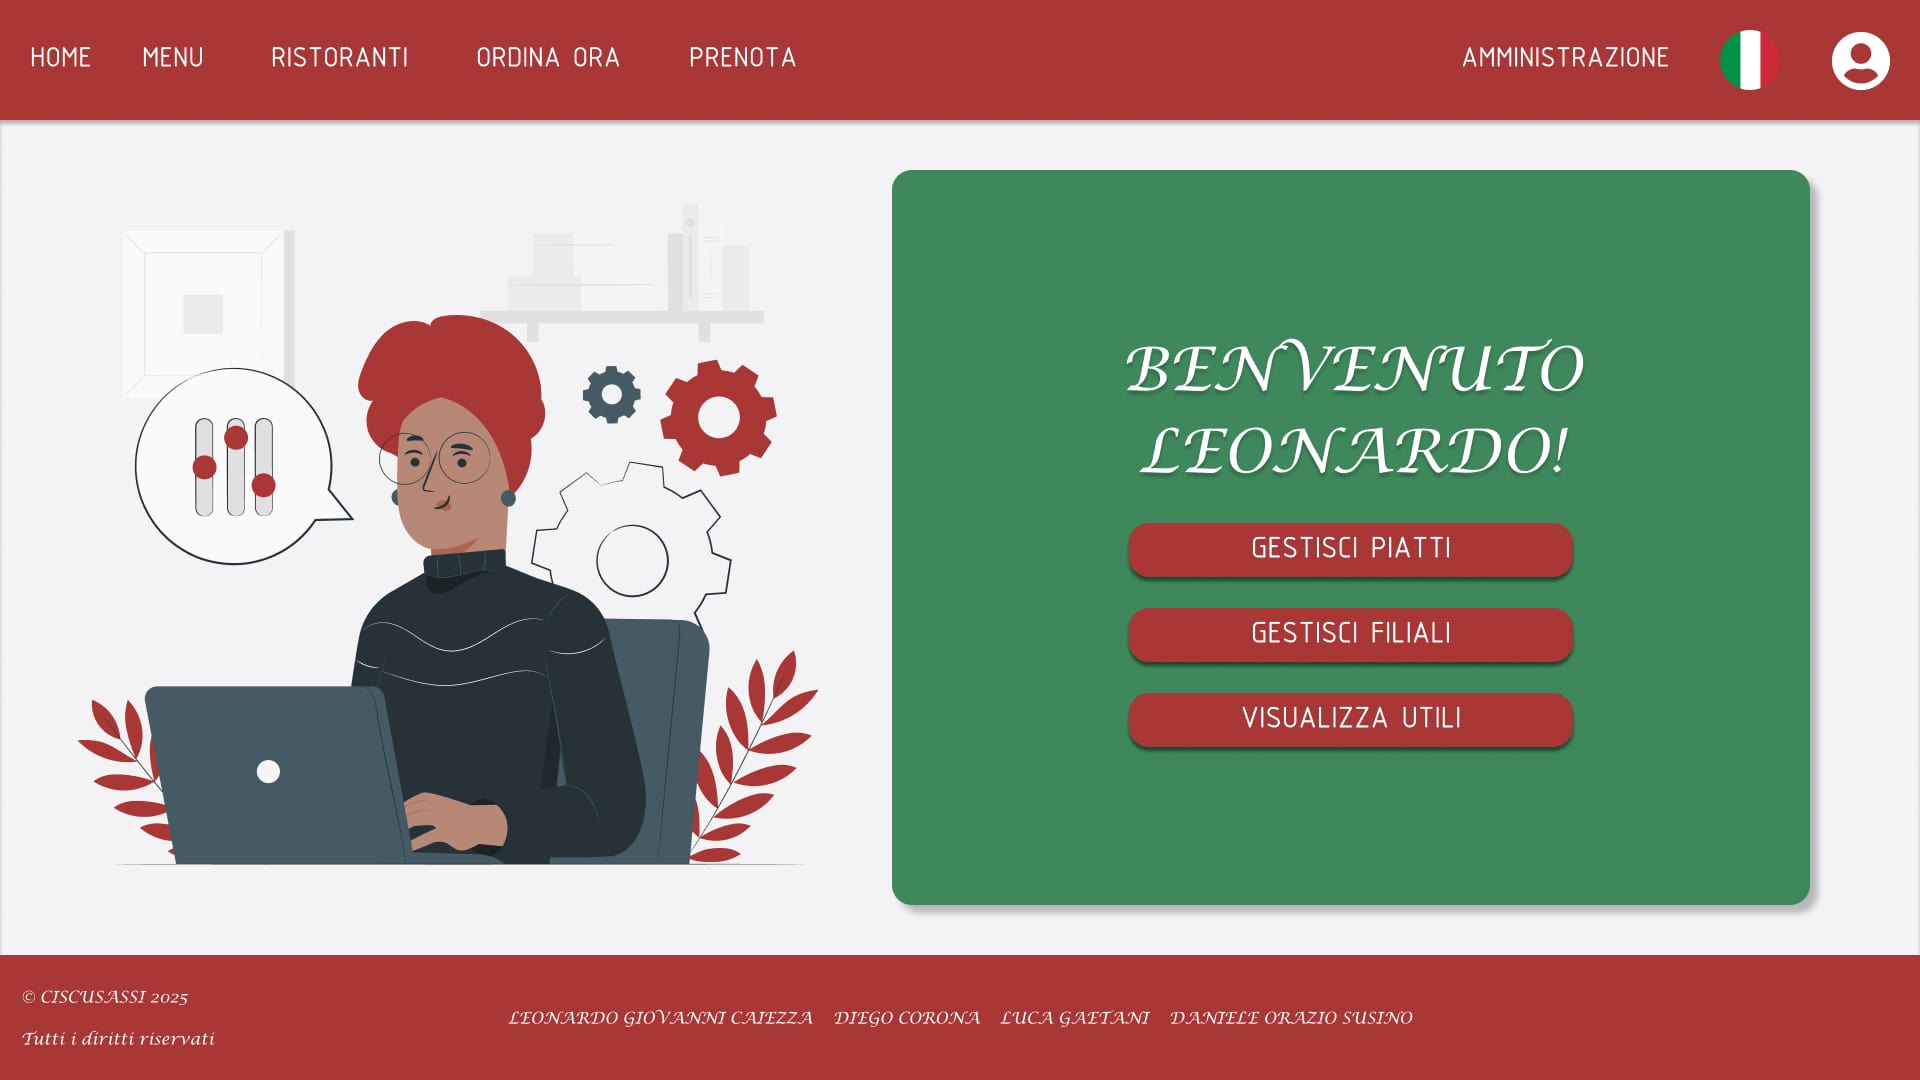 HOME MENU RISTORANTI ORDINA ORA PRENOTA AMMINISTRAZIONE
BENVENUTO
LEONARDO!
GESTISCI PIATTI
GESTISCI FILIALI
VISUALIZZA UTILI
© CISCUSASSI 2025
Tutti i diritti riservati
LEONARDO GIOVANNI CAIEZZA DIEGO CORONA LUCA GAETANI DANIELE ORAZIO SUSINO